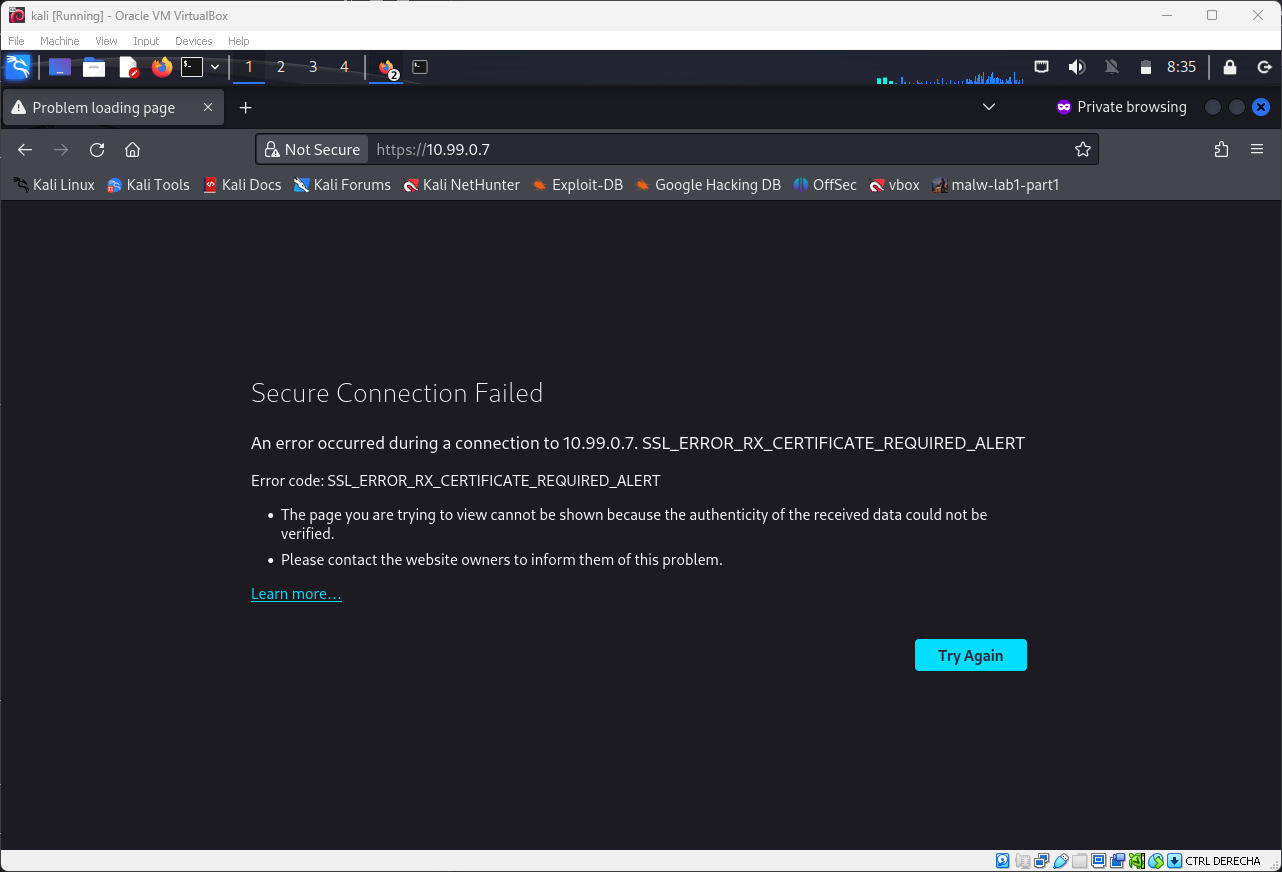 kali [Running] - Oracle VM VirtualBox
File Machine View Input Devices Help
1 2 3 4 2 8:35
Problem loading page
Private browsing
Not Secure https://10.99.0.7
Kali Linux Kali Tools Kali Docs Kali Forums Kali NetHunter Exploit-DB Google Hacking DB OffSec vbox malw-lab1-part1
Secure Connection Failed
An error occurred during a connection to 10.99.0.7. SSL_ERROR_RX_CERTIFICATE_REQUIRED_ALERT
Error code: SSL_ERROR_RX_CERTIFICATE_REQUIRED_ALERT
• The page you are trying to view cannot be shown because the authenticity of the received data could not be
verified.
• Please contact the website owners to inform them of this problem.
Learn more…
Try Again
CTRL DERECHA